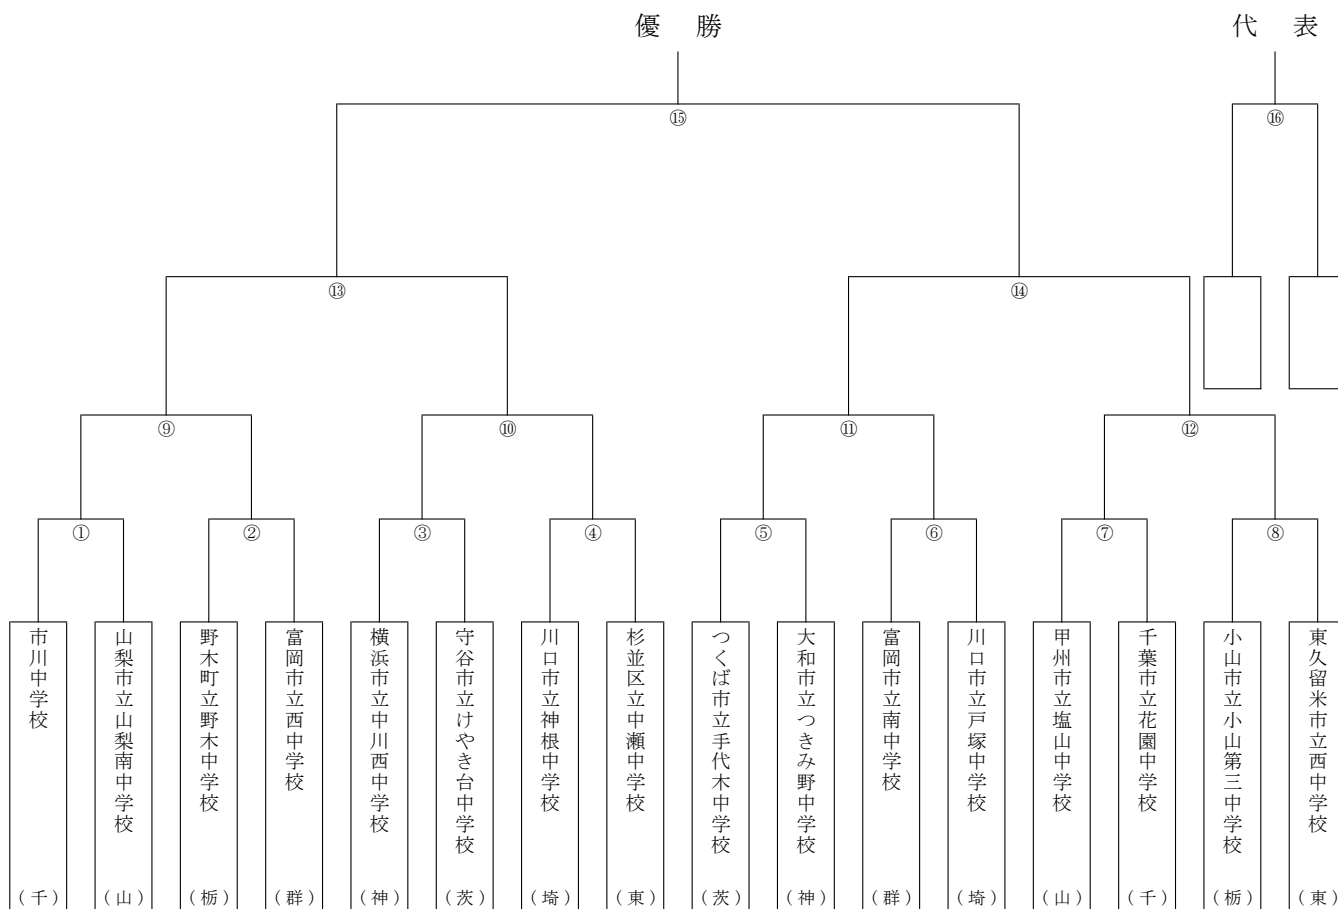 優　勝
代　表
⑮
⑯
⑬
⑭
⑨
⑩
⑪
⑫
①
②
③
④
⑤
⑥
⑦
⑧
市川中学校
（千）
山梨市立山梨南中学校
（山）
野木町立野木中学校
（栃）
富岡市立西中学校
（群）
横浜市立中川西中学校
（神）
守谷市立けやき台中学校
（茨）
川口市立神根中学校
（埼）
杉並区立中瀬中学校
（東）
つくば市立手代木中学校
（茨）
大和市立つきみ野中学校
（神）
富岡市立南中学校
（群）
川口市立戸塚中学校
（埼）
甲州市立塩山中学校
（山）
千葉市立花園中学校
（千）
小山市立小山第三中学校
（栃）
東久留米市立西中学校
（東）